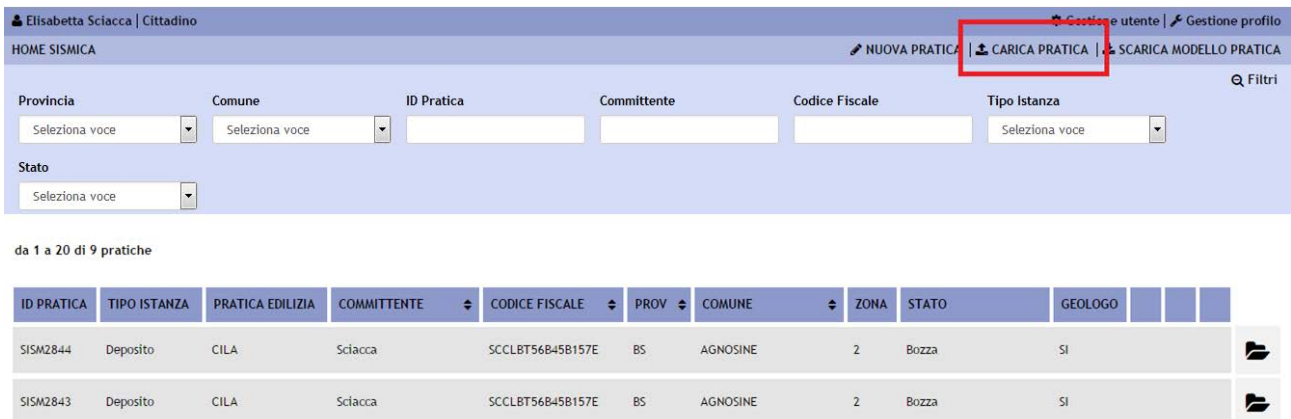 Elisabetta Sciacca | Cittadino
Gestione utente | Gestione profilo
HOME SISMICA
NUOVA PRATICA | CARICA PRATICA | SCARICA MODELLO PRATICA
Filtri
Provincia Comune ID Pratica Committente Codice Fiscale Tipo Istanza
Seleziona voce Seleziona voce Seleziona voce
Stato
Seleziona voce
da 1 a 20 di 9 pratiche
ID PRATICA TIPO ISTANZA PRATICA EDILIZIA COMMITTENTE CODICE FISCALE PROV COMUNE ZONA STATO GEOLOGO
SISM2844 Deposito CILA Sciacca SCCLBT56B45B157E BS AGNOSINE 2 Bozza SI
SISM2843 Deposito CILA Sciacca SCCLBT56B45B157E BS AGNOSINE 2 Bozza SI